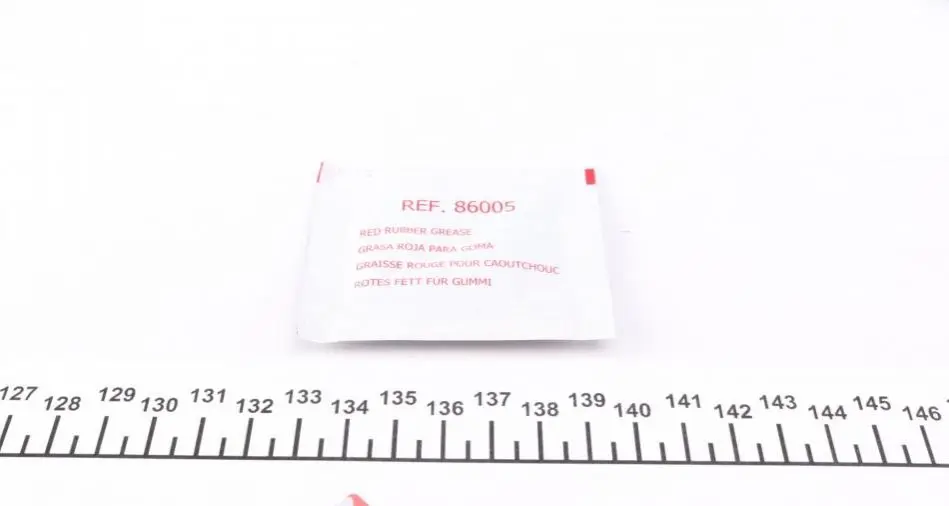 REF. 86005
RED RUBBER GREASE
GRASA ROJA PARA GOMA
GRAISSE ROUGE POUR CAOUTCHOUC
ROTES FETT FÜR GUMMI
127 128 129 130 131 132 133 134 135 136 137 138 139 140 141 142 143 144 145 146